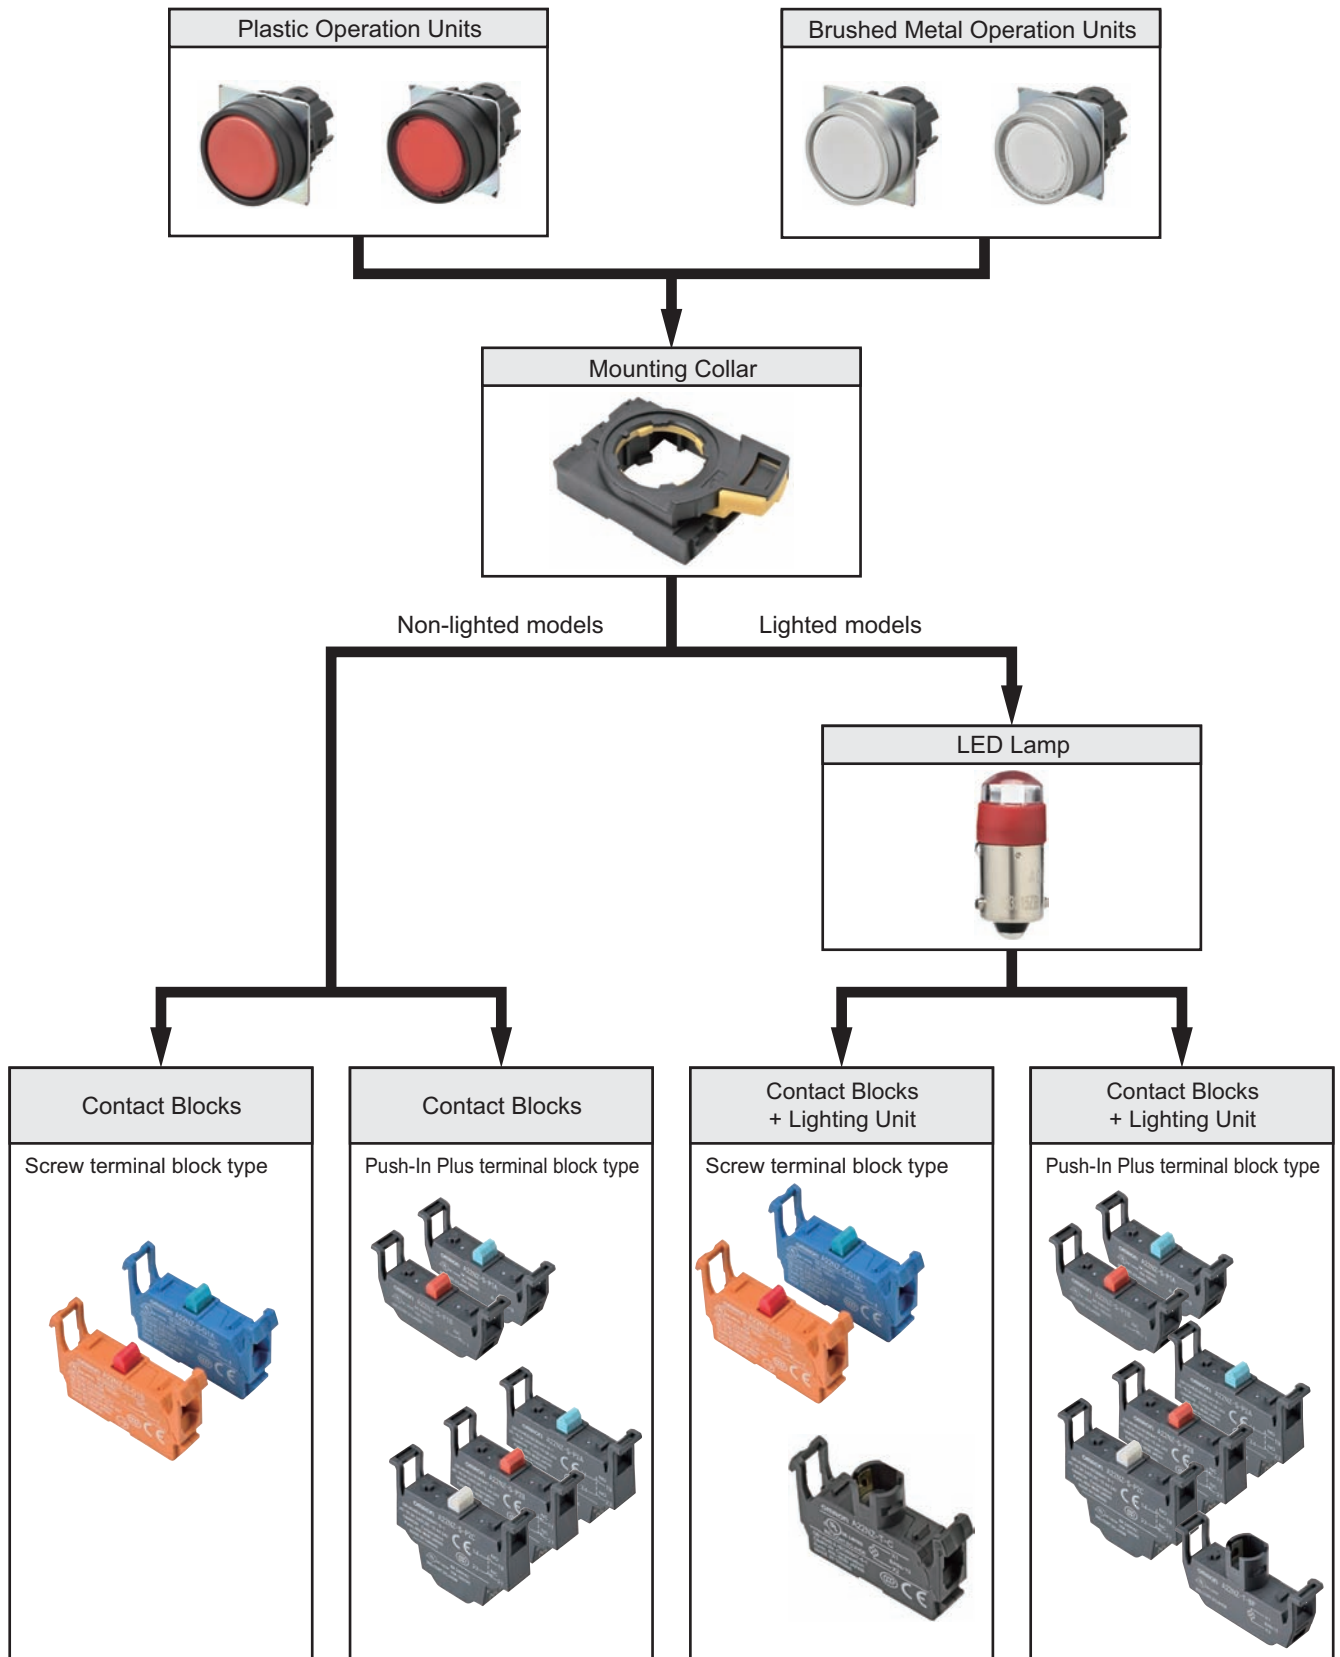 Plastic Operation Units
Brushed Metal Operation Units
Mounting Collar
Non-lighted models
Lighted models
LED Lamp
Contact Blocks
Contact Blocks
Contact Blocks
+ Lighting Unit
Contact Blocks
+ Lighting Unit
Screw terminal block type
Push-In Plus terminal block type
Screw terminal block type
Push-In Plus terminal block type